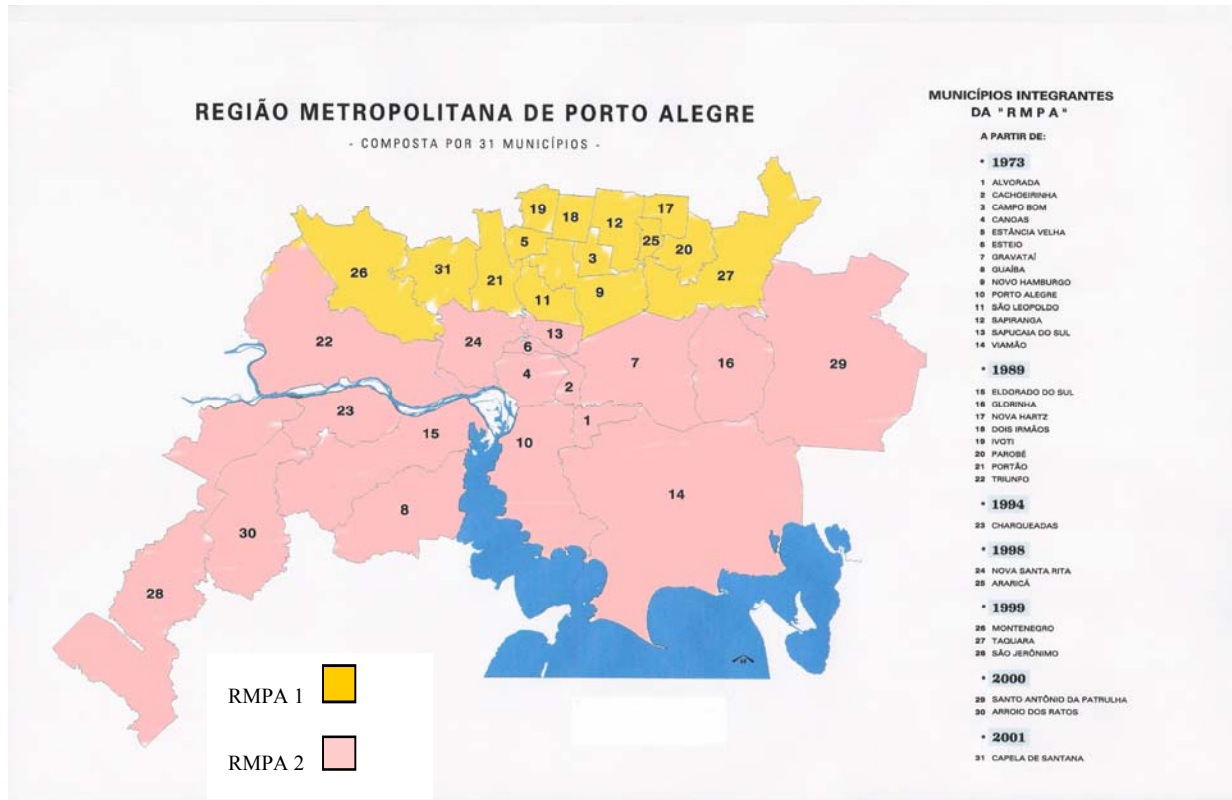 REGIÃO METROPOLITANA DE PORTO ALEGRE
- COMPOSTA POR 31 MUNICÍPIOS -
19
18
12
17
5
25
20
3
26
31
21
27
11
9
13
22
24
6
7
16
29
4
2
23
1
15
10
14
8
30
28
RMPA 1
RMPA 2
MUNICÍPIOS INTEGRANTES
DA "RMPA"
A PARTIR DE:
• 1973
1 ALVORADA
2 CACHOEIRINHA
3 CAMPO BOM
4 CANOAS
5 ESTÂNCIA VELHA
6 ESTEIO
7 GRAVATAÍ
8 GUAÍBA
9 NOVO HAMBURGO
10 PORTO ALEGRE
11 SÃO LEOPOLDO
12 SAPIRANGA
13 SAPUCAIA DO SUL
14 VIAMÃO
• 1989
15 ELDORADO DO SUL
16 GLORINHA
17 NOVA HARTZ
18 DOIS IRMÃOS
19 IVOTI
20 PAROBÉ
21 PORTÃO
22 TRIUNFO
• 1994
23 CHARQUEADAS
• 1998
24 NOVA SANTA RITA
25 ARARICÁ
• 1999
26 MONTENEGRO
27 TAQUARA
28 SÃO JERÔNIMO
• 2000
29 SANTO ANTÔNIO DA PATRULHA
30 ARROIO DOS RATOS
• 2001
31 CAPELA DE SANTANA